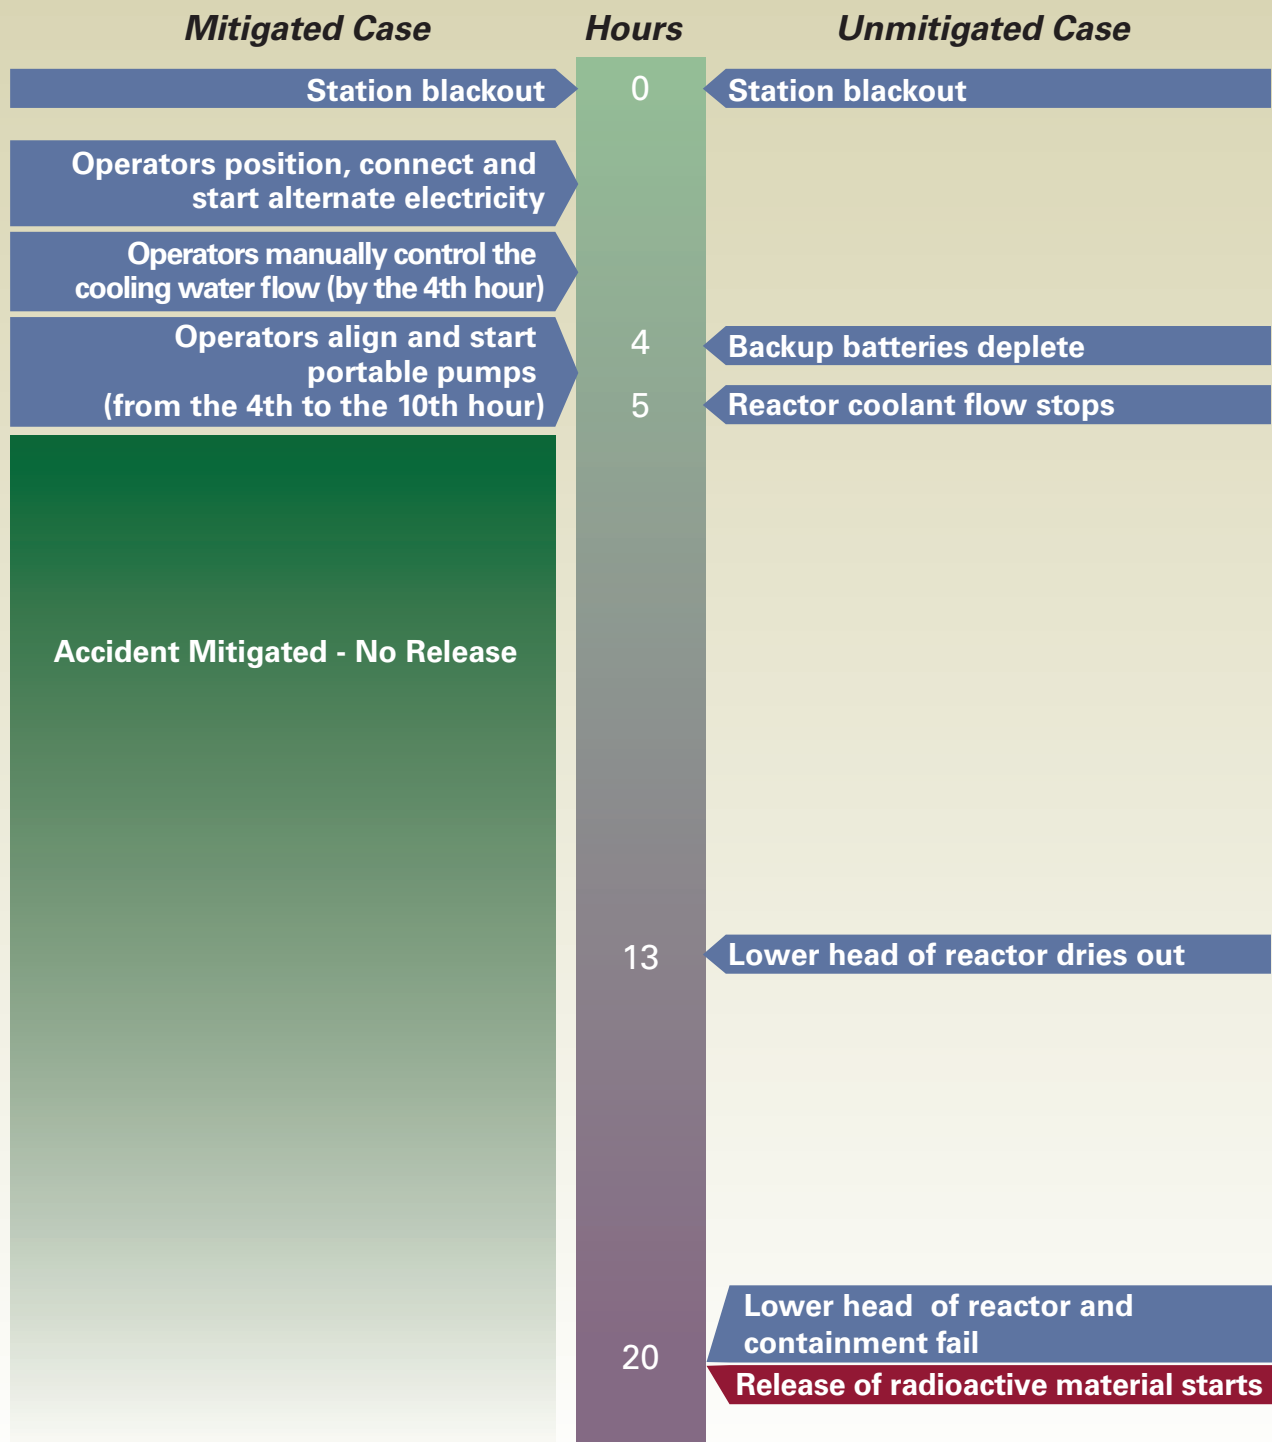 Mitigated Case
Hours
Unmitigated Case
Station blackout
0
Station blackout
Operators position, connect and
start alternate electricity
Operators manually control the
cooling water flow (by the 4th hour)
Operators align and start
portable pumps
(from the 4th to the 10th hour)
4
Backup batteries deplete
5
Reactor coolant flow stops
Accident Mitigated - No Release
13
Lower head of reactor dries out
Lower head of reactor and
containment fail
20
Release of radioactive material starts